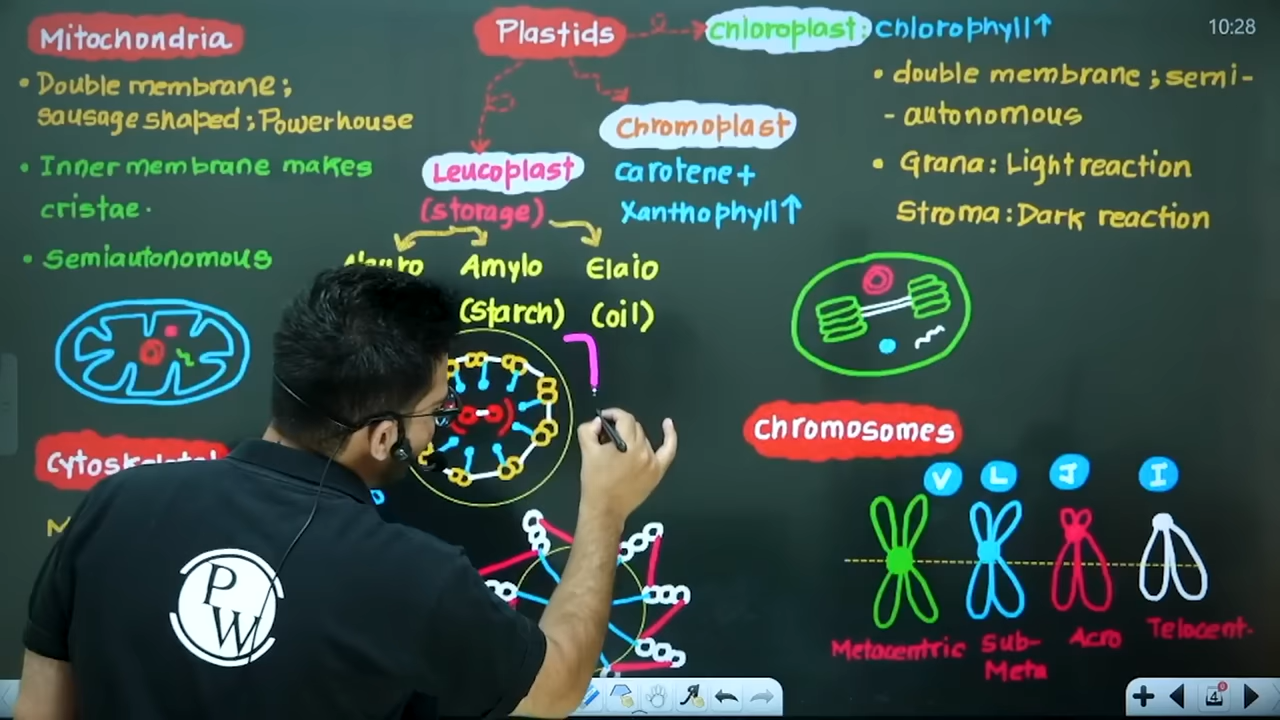 10:28
Mitochondria
• Double membrane;
sausage shaped; Powerhouse
• Inner membrane makes
cristae.
• Semiautonomous
Plastids
chloroplast: chlorophyll↑
• double membrane; semi-
- autonomous
• Grana: Light reaction
Stroma: Dark reaction
Chromoplast
carotene +
Xanthophyll↑
Leucoplast
(storage)
Amylo
(starch)
Elaio
(oil)
chromosomes
V
L
J
I
Metacentric
Sub-
Meta
Acro
Telocent.
PW
4